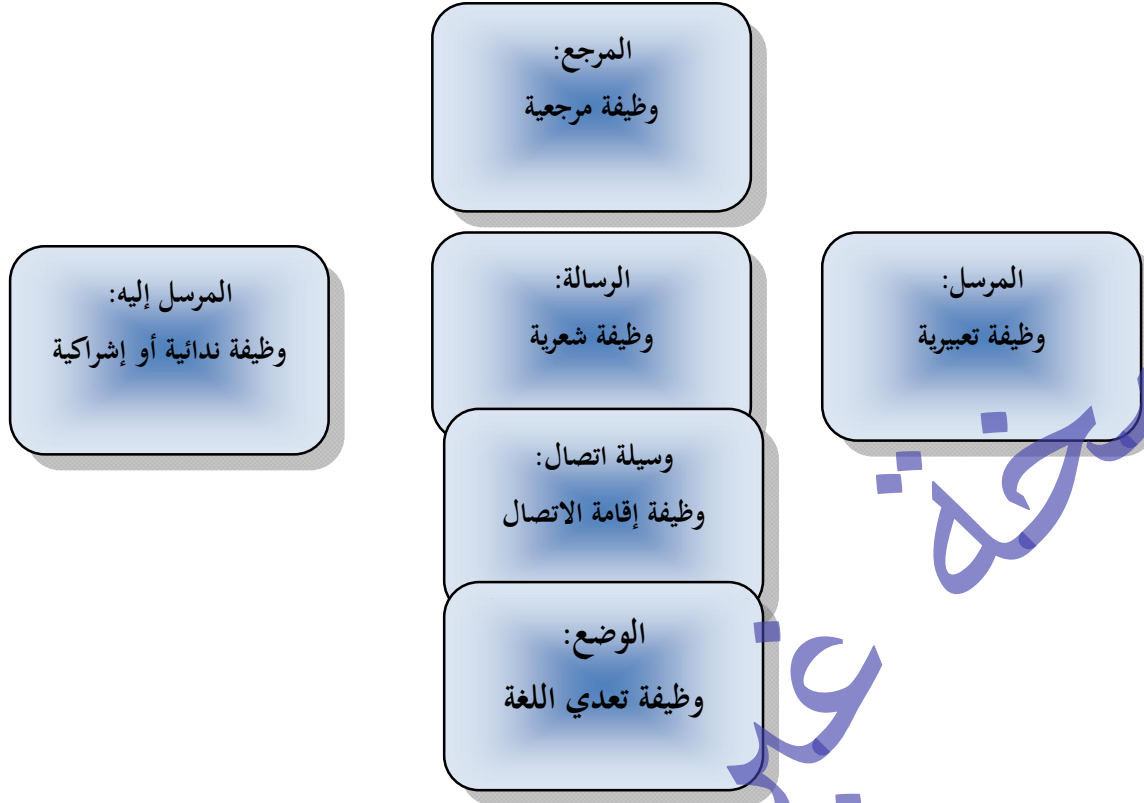 المرجع:
وظيفة مرجعية
المرسل:
وظيفة تعبيرية
الرسالة:
وظيفة شعرية
المرسل إليه:
وظيفة ندائية أو إشراكية
وسيلة اتصال:
وظيفة إقامة الاتصال
الوضع:
وظيفة تعدي اللغة